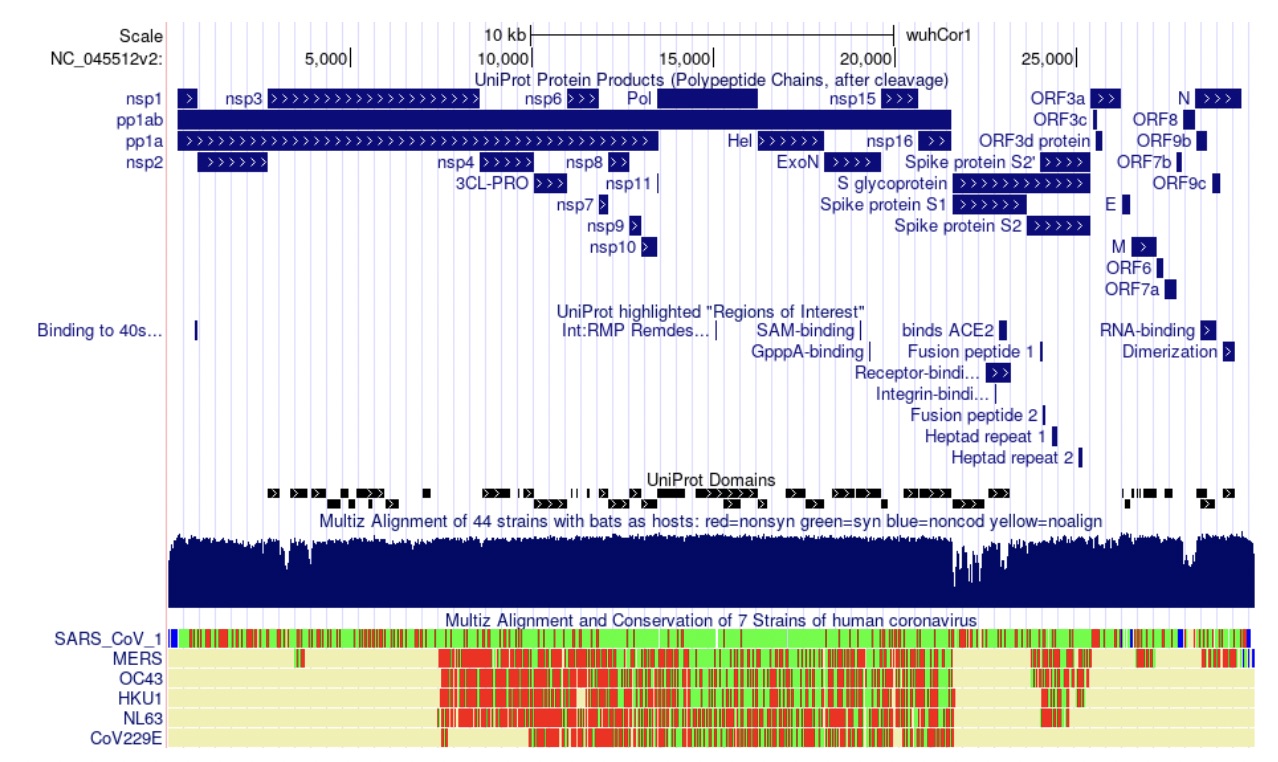 Scale 10 kb wuhCor1
NC_045512v2: 5,000 10,000 15,000 20,000 25,000
UniProt Protein Products (Polypeptide Chains, after cleavage)
nsp1 nsp3 nsp6 Pol nsp15 ORF3a N
pp1ab ORF3c ORF8
pp1a Hel nsp16 ORF3d protein ORF9b
nsp2 nsp4 nsp8 ExoN Spike protein S2' ORF7b
3CL-PRO nsp11 S glycoprotein ORF9c
nsp7 Spike protein S1 E
nsp9 Spike protein S2
nsp10 M
ORF6
ORF7a
UniProt highlighted "Regions of Interest"
Binding to 40s... Int:RMP Remdes... SAM-binding binds ACE2 RNA-binding
GpppA-binding Fusion peptide 1 Dimerization
Receptor-bindi...
Integrin-bindi...
Fusion peptide 2
Heptad repeat 1
Heptad repeat 2
UniProt Domains
Multiz Alignment of 44 strains with bats as hosts: red=nonsyn green=syn blue=noncod yellow=noalign
Multiz Alignment and Conservation of 7 Strains of human coronavirus
SARS_CoV_1
MERS
OC43
HKU1
NL63
CoV229E